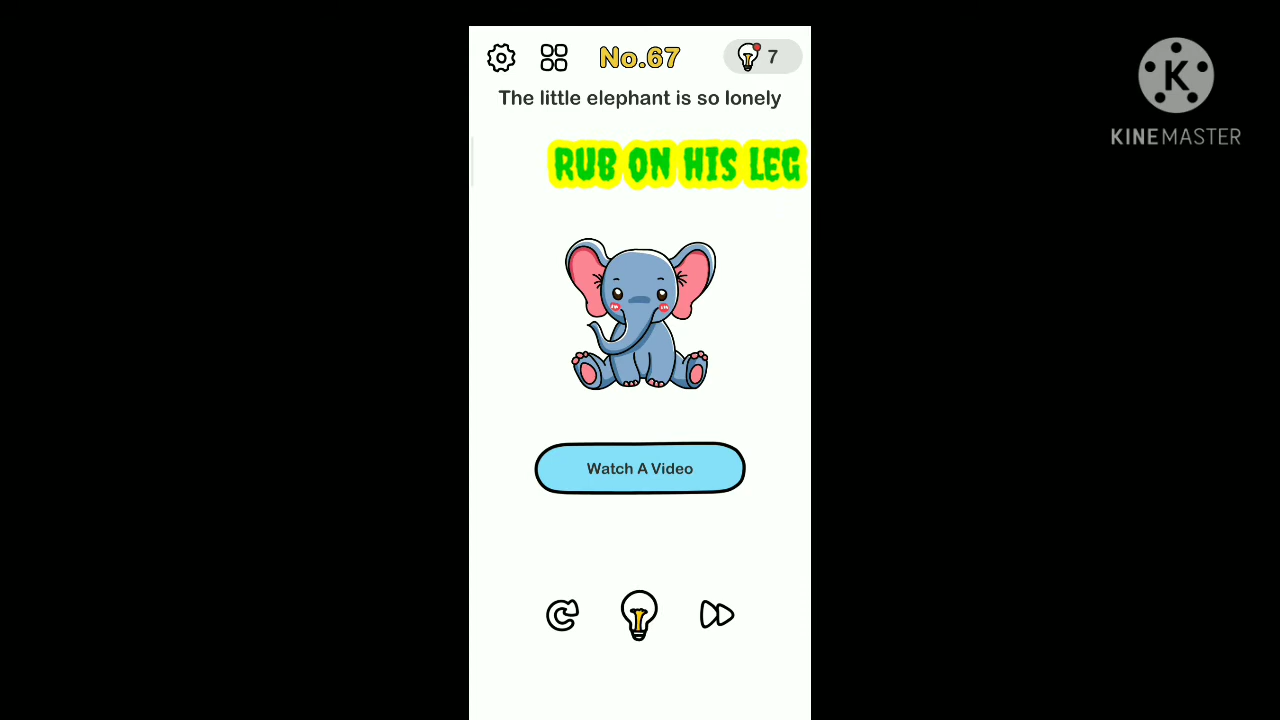 No.67
7
The little elephant is so lonely
RUB ON HIS LEG
Watch A Video
K
KINEMASTER